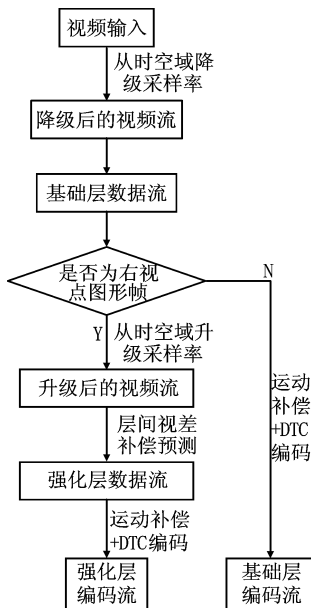 视频输入
从时空域降
级采样率
降级后的视频流
基础层数据流
是否为右视
点图形帧
N
Y
从时空域升
级采样率
升级后的视频流
层间视差
补偿预测
强化层数据流
运动补偿
+DTC编码
运动
补偿
+DTC
编码
强化层
编码流
基础层
编码流